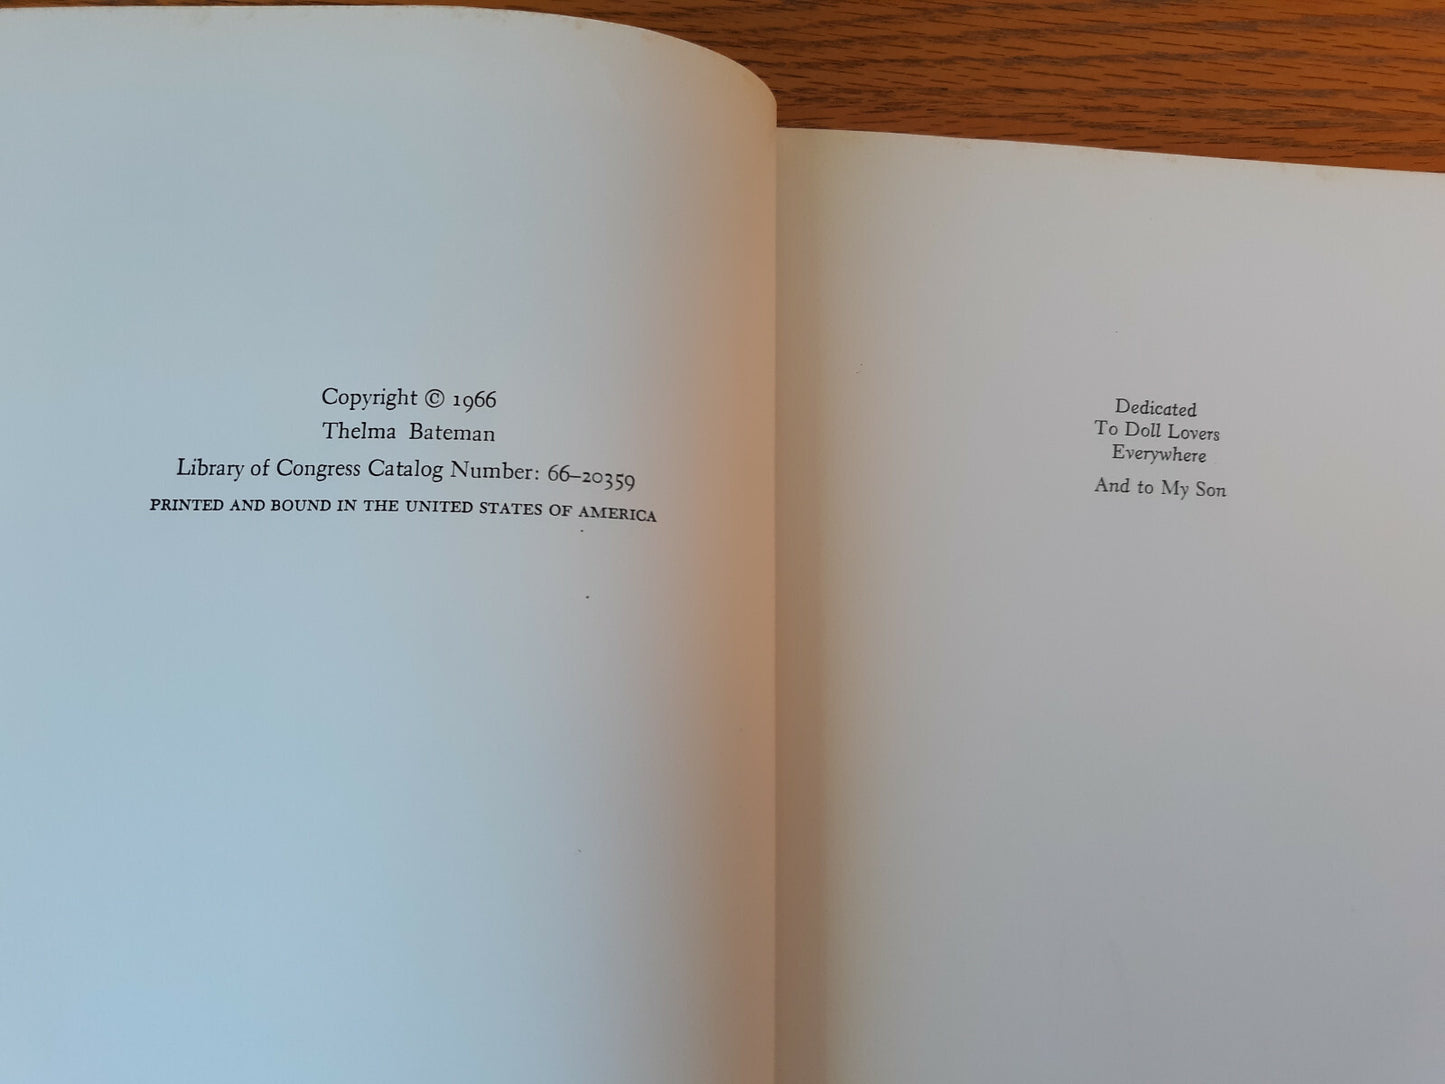 Copyright © 1966
Thelma Bateman
Library of Congress Catalog Number: 66–20359
PRINTED AND BOUND IN THE UNITED STATES OF AMERICA
Dedicated
To Doll Lovers
Everywhere
And to My Son